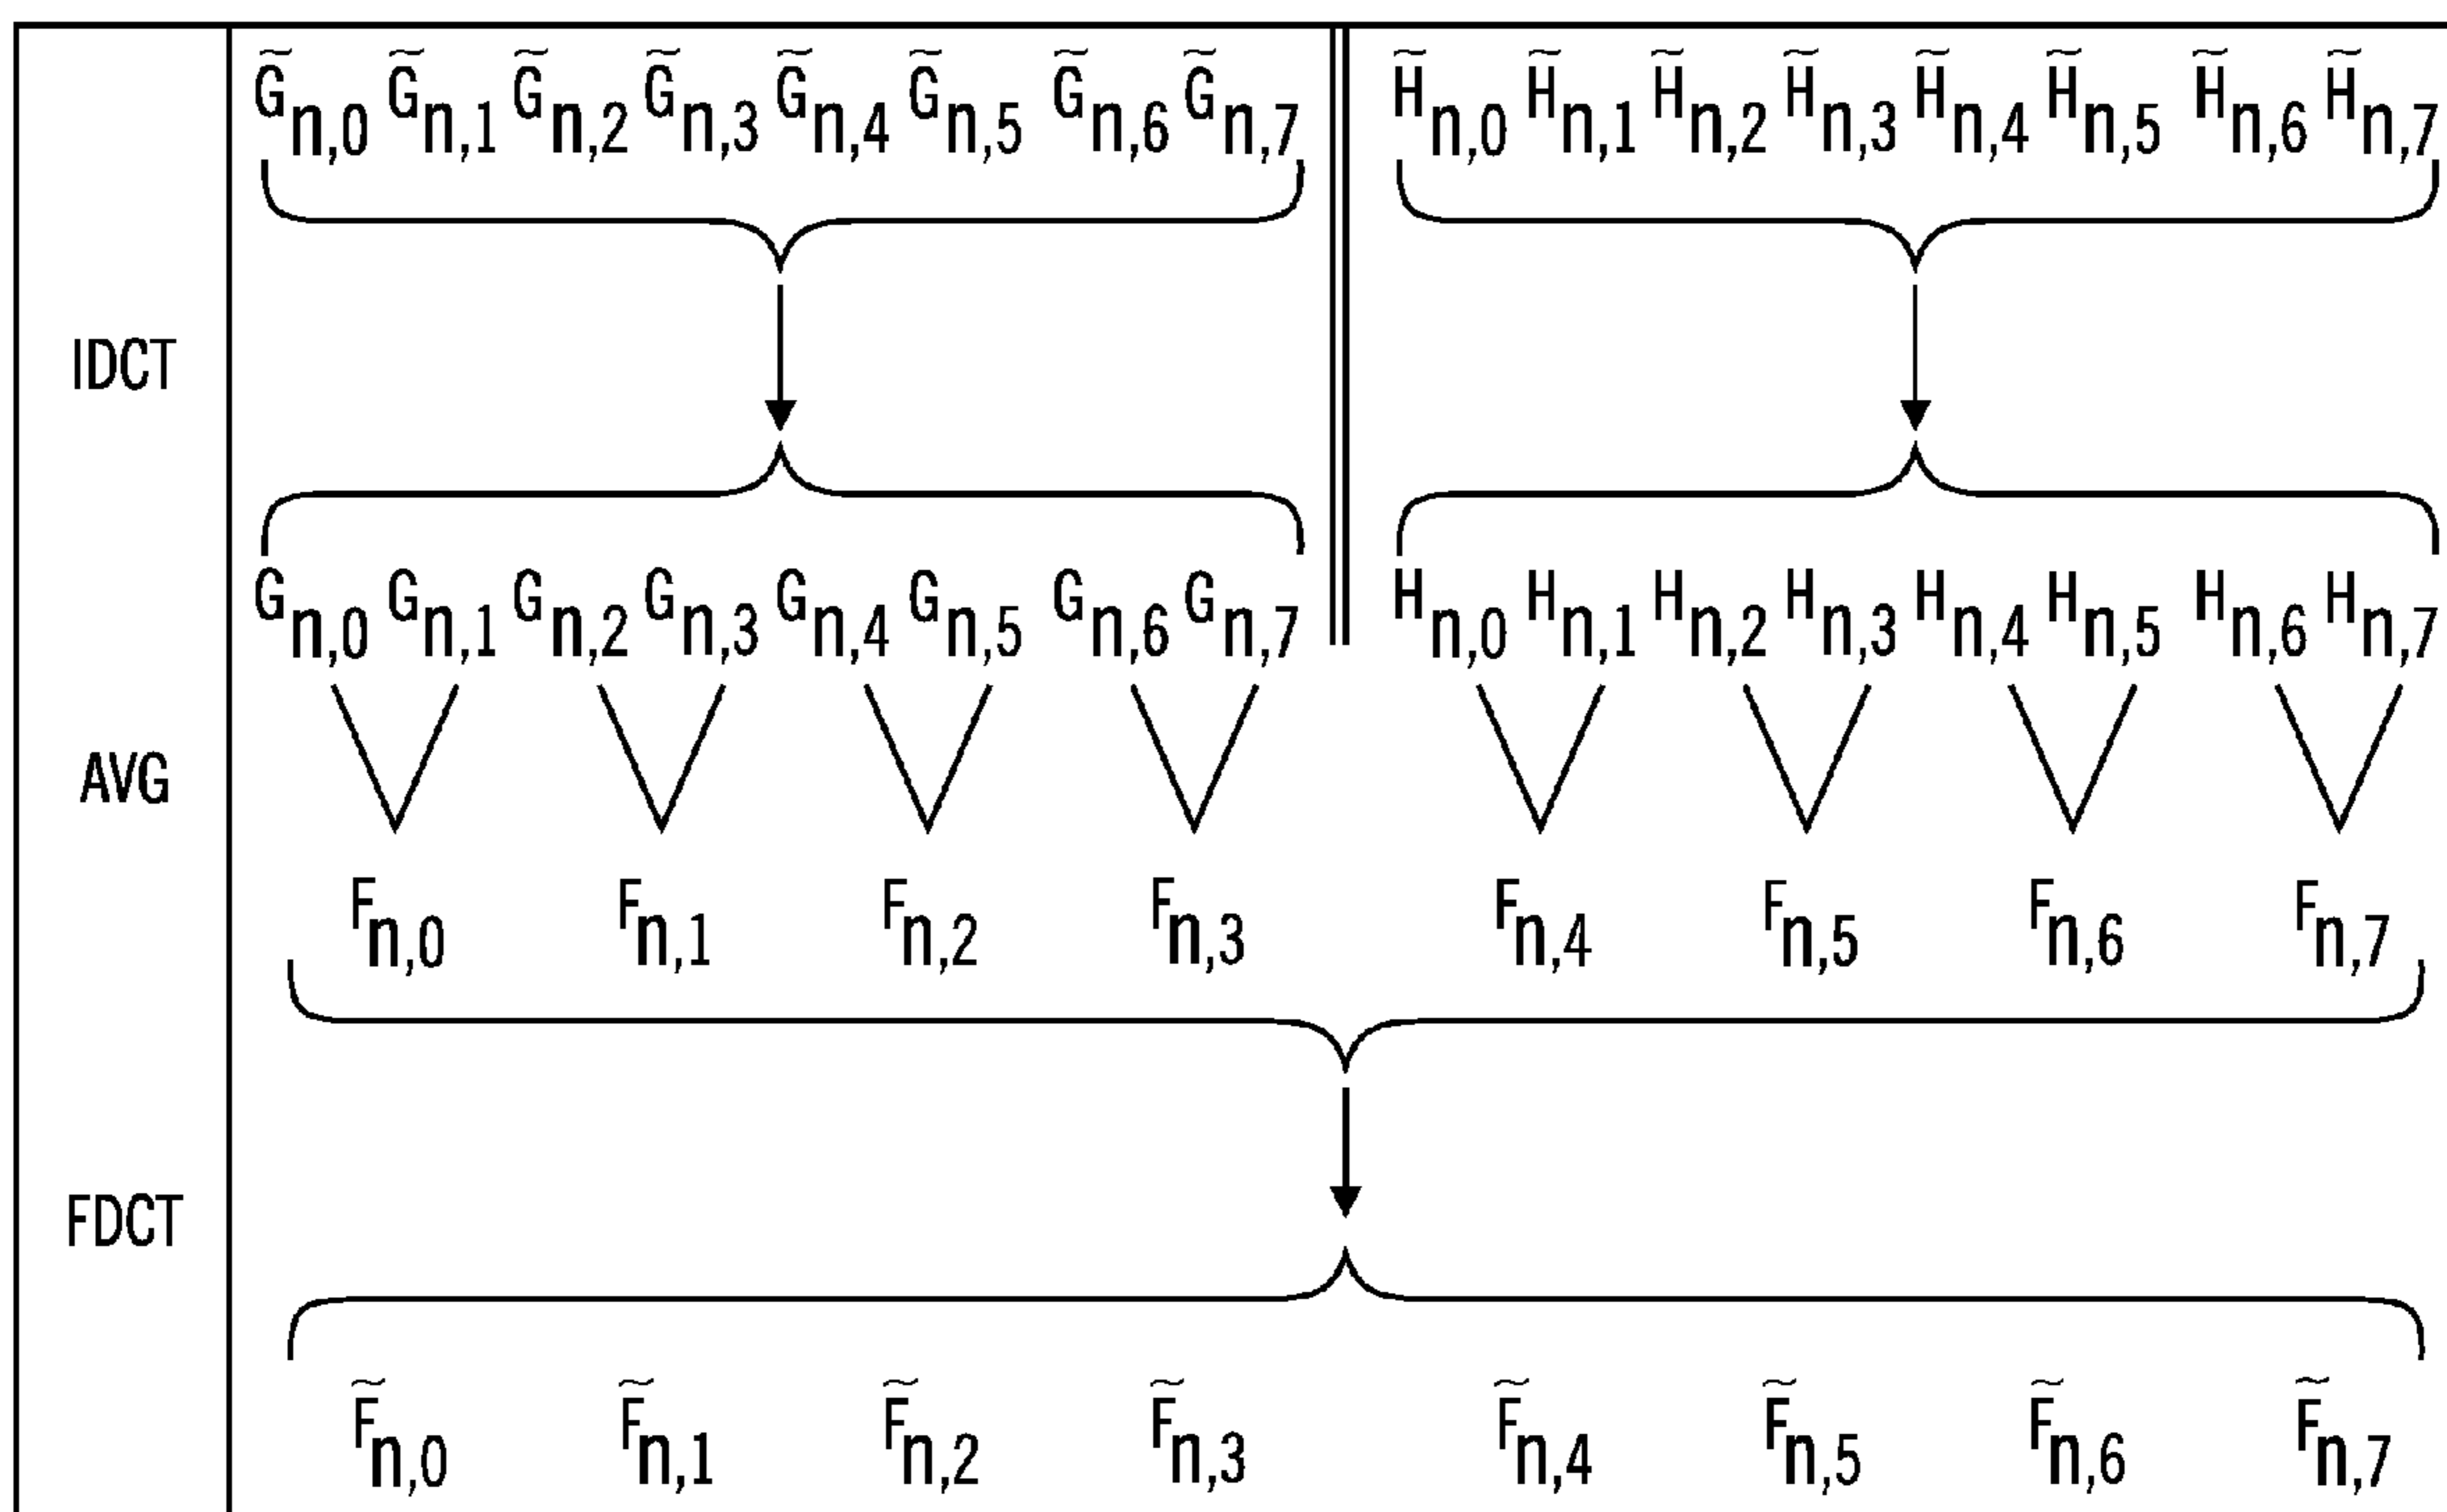 G̃n,0 G̃n,1 G̃n,2 G̃n,3 G̃n,4 G̃n,5 G̃n,6 G̃n,7 H̃n,0 H̃n,1 H̃n,2 H̃n,3 H̃n,4 H̃n,5 H̃n,6 H̃n,7
IDCT
Gn,0 Gn,1 Gn,2 Gn,3 Gn,4 Gn,5 Gn,6 Gn,7 Hn,0 Hn,1 Hn,2 Hn,3 Hn,4 Hn,5 Hn,6 Hn,7
AVG
Fn,0 Fn,1 Fn,2 Fn,3 Fn,4 Fn,5 Fn,6 Fn,7
FDCT
F̃n,0 F̃n,1 F̃n,2 F̃n,3 F̃n,4 F̃n,5 F̃n,6 F̃n,7